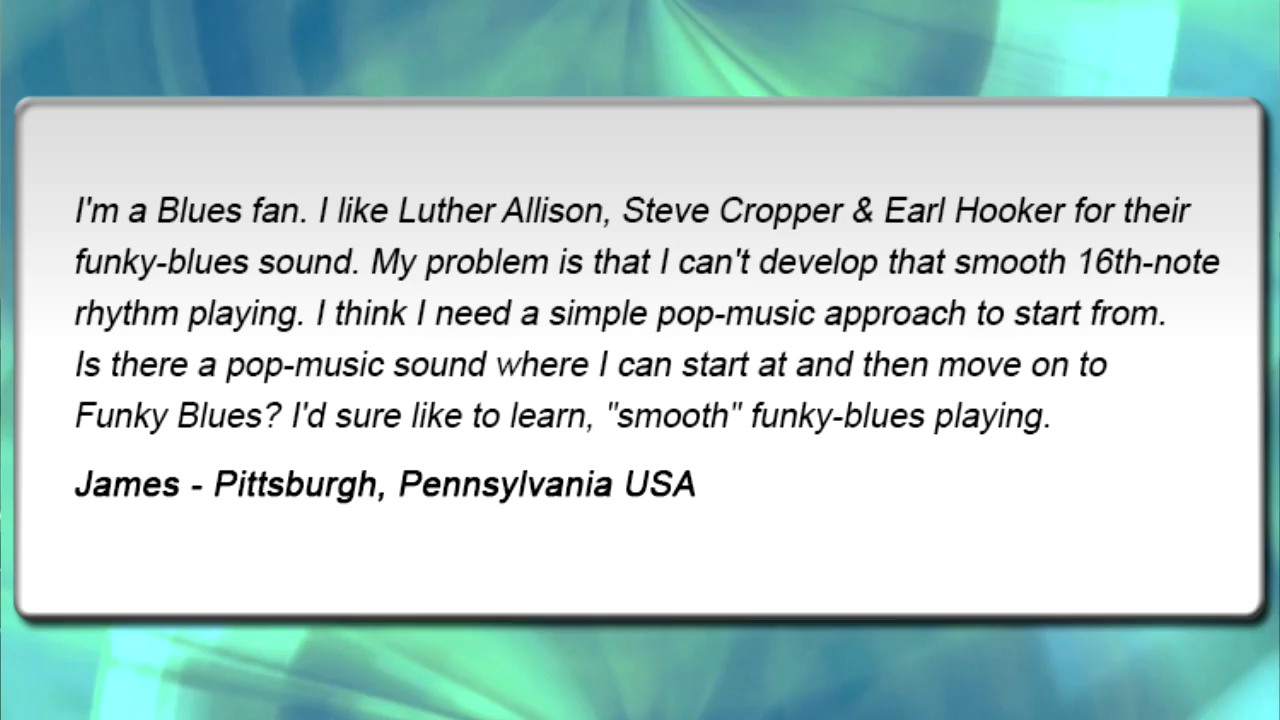 I'm a Blues fan. I like Luther Allison, Steve Cropper & Earl Hooker for their
funky-blues sound. My problem is that I can't develop that smooth 16th-note
rhythm playing. I think I need a simple pop-music approach to start from.
Is there a pop-music sound where I can start at and then move on to
Funky Blues? I'd sure like to learn, "smooth" funky-blues playing.
James - Pittsburgh, Pennsylvania USA